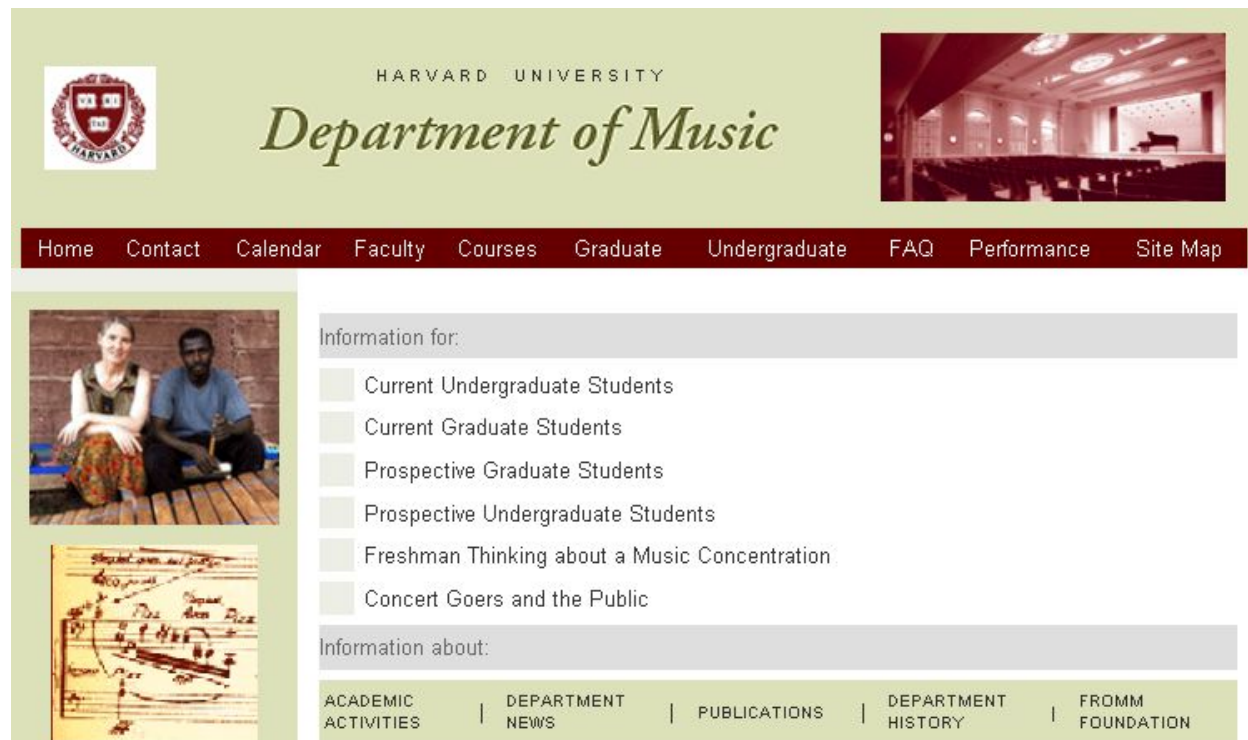 HARVARD UNIVERSITY
Department of Music
HARVARD
Home Contact Calendar Faculty Courses Graduate Undergraduate FAQ Performance Site Map
Information for:
Current Undergraduate Students
Current Graduate Students
Prospective Graduate Students
Prospective Undergraduate Students
Freshman Thinking about a Music Concentration
Concert Goers and the Public
Information about:
ACADEMIC ACTIVITIES | DEPARTMENT NEWS | PUBLICATIONS | DEPARTMENT HISTORY | FROMM FOUNDATION